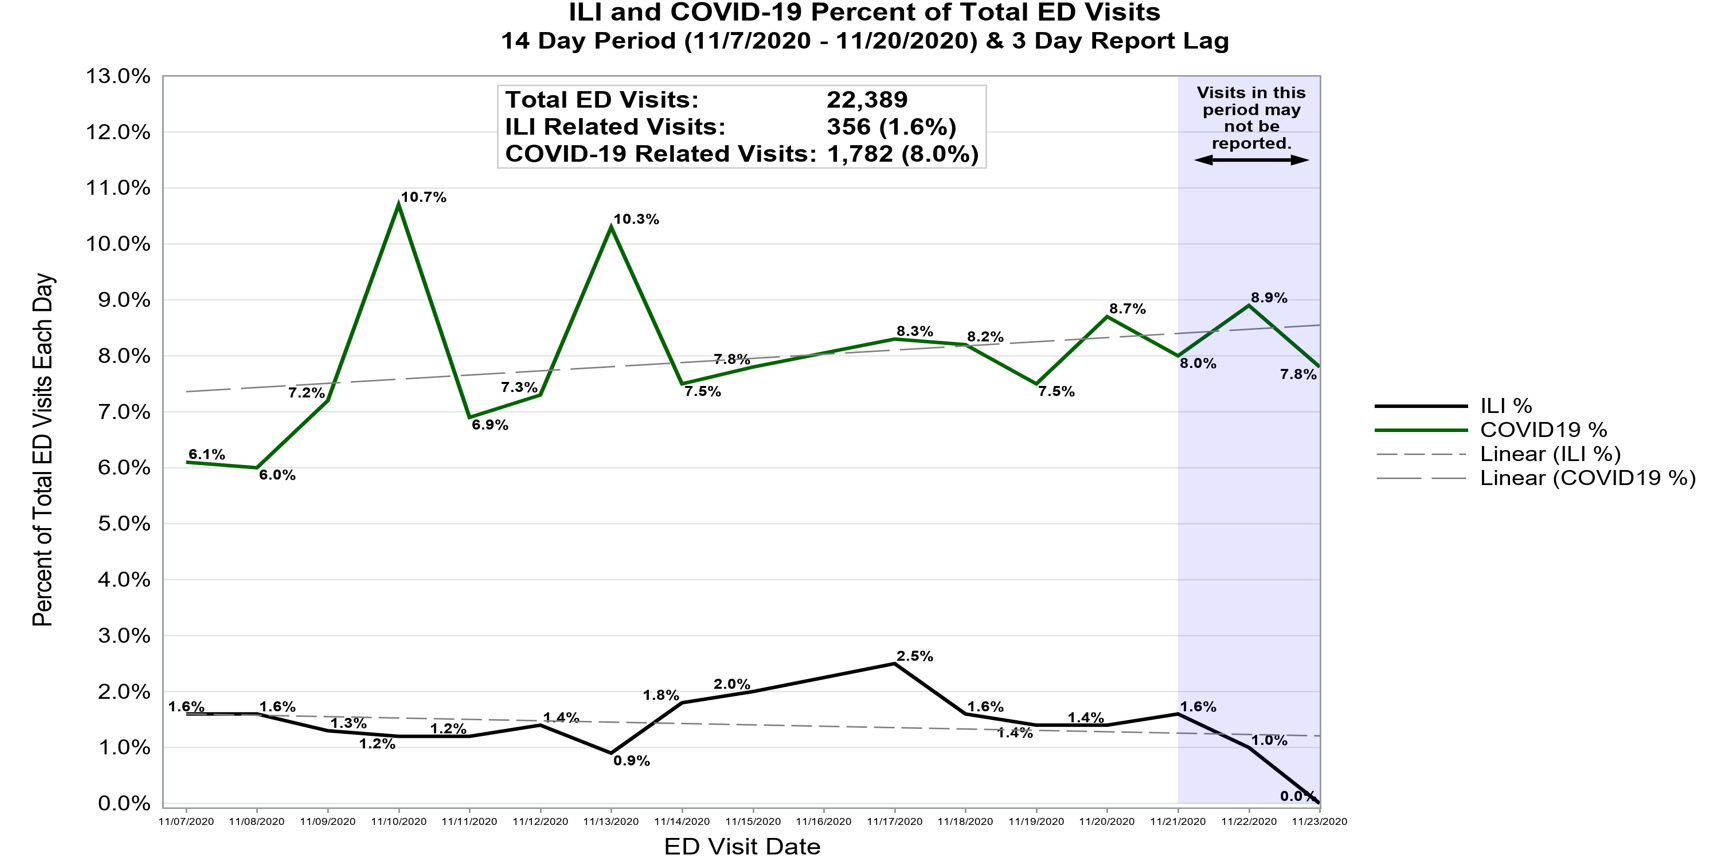 ILI and COVID-19 Percent of Total ED Visits
14 Day Period (11/7/2020 - 11/20/2020) & 3 Day Report Lag
Percent of Total ED Visits Each Day
13.0%
12.0%
11.0%
10.0%
9.0%
8.0%
7.0%
6.0%
5.0%
4.0%
3.0%
2.0%
1.0%
0.0%
Total ED Visits: 22,389
ILI Related Visits: 356 (1.6%)
COVID-19 Related Visits: 1,782 (8.0%)
Visits in this
period may
not be
reported.
6.1%
6.0%
7.2%
10.7%
6.9%
7.3%
10.3%
7.5%
7.8%
8.3%
8.2%
7.5%
8.7%
8.0%
8.9%
7.8%
1.6%
1.6%
1.3%
1.2%
1.2%
1.4%
0.9%
1.8%
2.0%
2.5%
1.6%
1.4%
1.4%
1.6%
1.0%
0.0%
11/07/2020 11/08/2020 11/09/2020 11/10/2020 11/11/2020 11/12/2020 11/13/2020 11/14/2020 11/15/2020 11/16/2020 11/17/2020 11/18/2020 11/19/2020 11/20/2020 11/21/2020 11/22/2020 11/23/2020
ED Visit Date
ILI %
COVID19 %
Linear (ILI %)
Linear (COVID19 %)